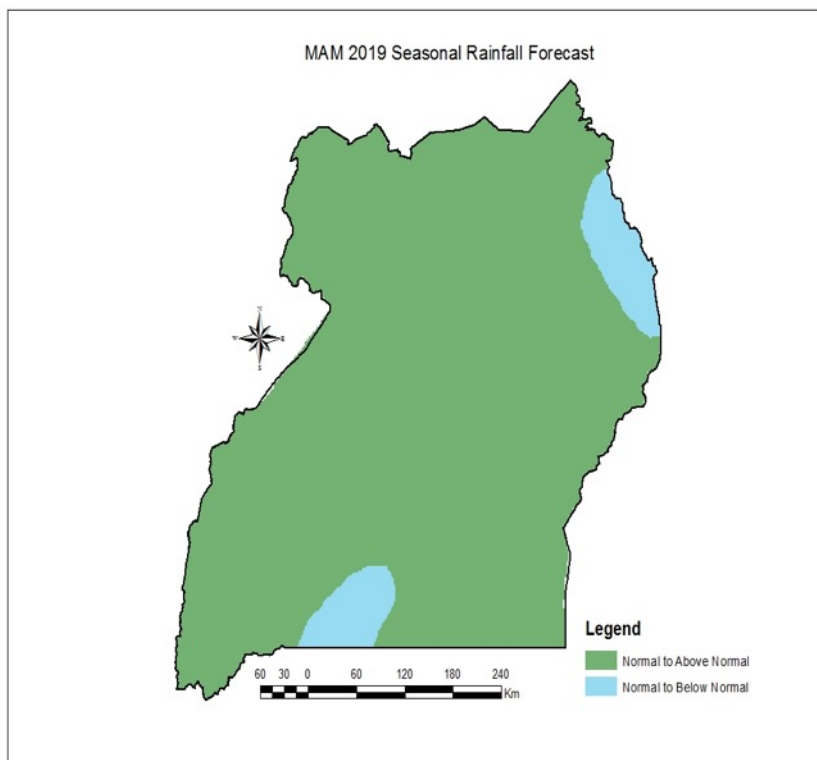 MAM 2019 Seasonal Rainfall Forecast
N
W E
S
Legend
Normal to Above Normal
Normal to Below Normal
60 30 0 60 120 180 240
Km